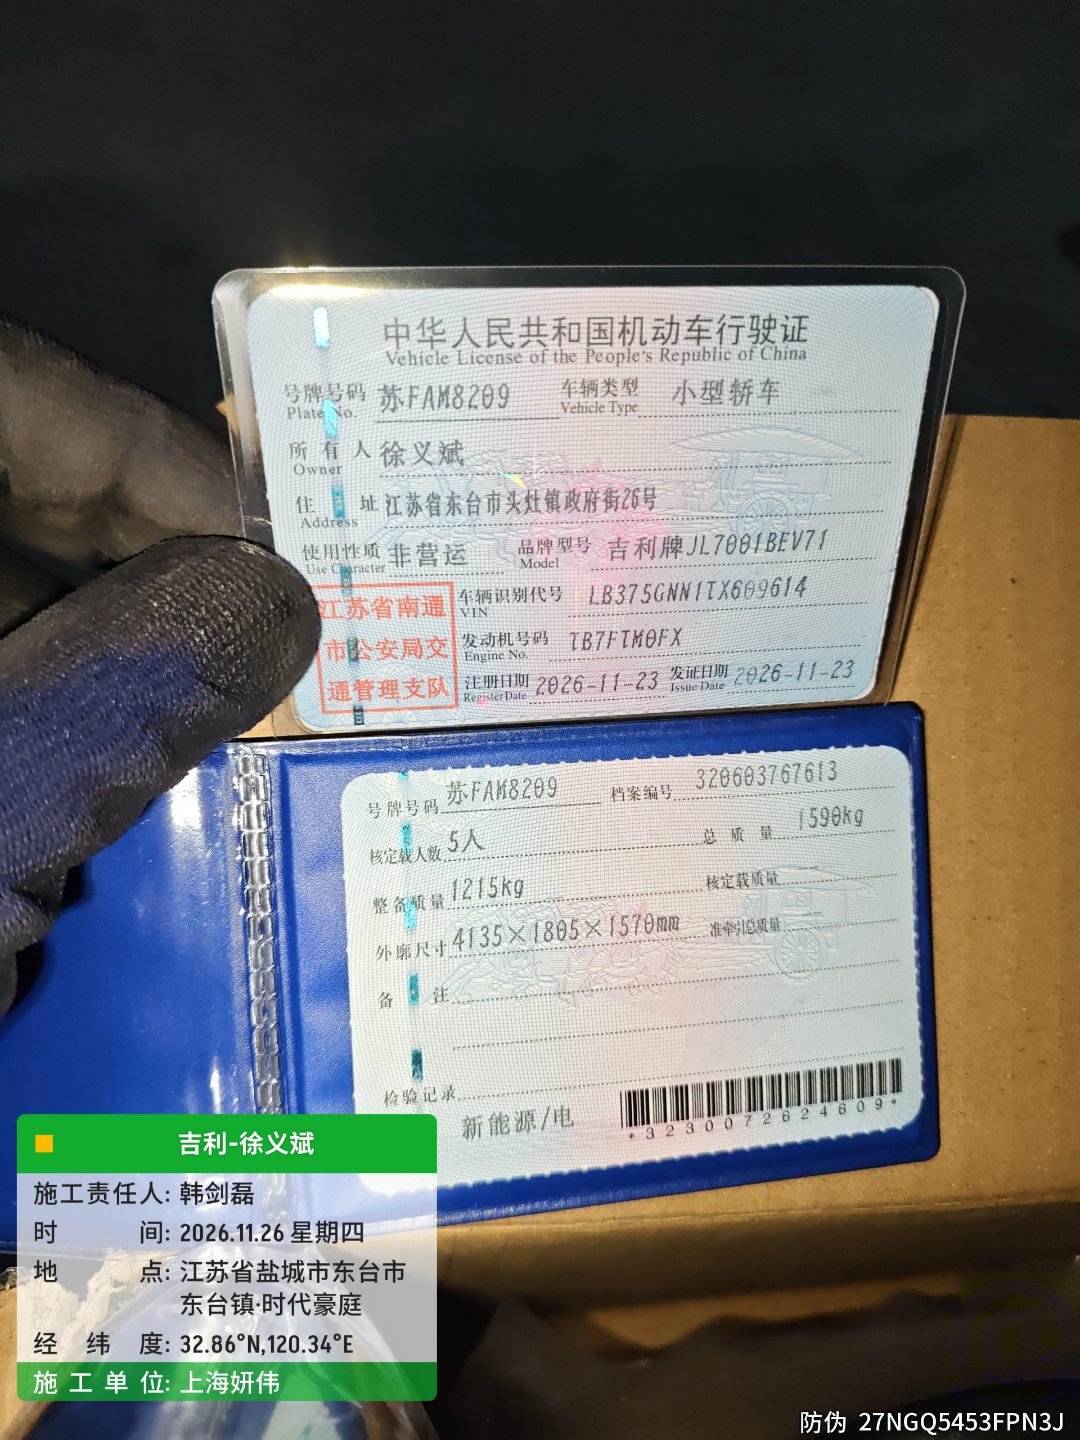 中华人民共和国机动车行驶证
Vehicle License of the People's Republic of China
号牌号码 苏FAM8209 车辆类型 小型轿车
Plate No. Vehicle Type
所有人 徐义斌
Owner
住址 江苏省东台市头灶镇政府街26号
Address
使用性质 非营运 品牌型号 吉利牌JL7001BEV71
Use Character Model
江苏省南通
市公安局交
通管理支队
车辆识别代号 LB375GNN1TX609614
VIN
发动机号码 TB7FTM0FX
Engine No.
注册日期 2026-11-23 发证日期 2026-11-23
Register Date Issue Date
号牌号码 苏FAM8209 档案编号 320603767613
核定载人数 5人 总质量 1590kg
整备质量 1215kg 核定载质量
外廓尺寸 4135×1805×1570mm 准牵引总质量
备注
检验记录
新能源/电
*3230072624609*
吉利-徐义斌
施工责任人: 韩剑磊
时间: 2026.11.26 星期四
地点: 江苏省盐城市东台市
东台镇·时代豪庭
经纬度: 32.86°N,120.34°E
施工单位: 上海妍伟
防伪 27NGQ5453FPN3J